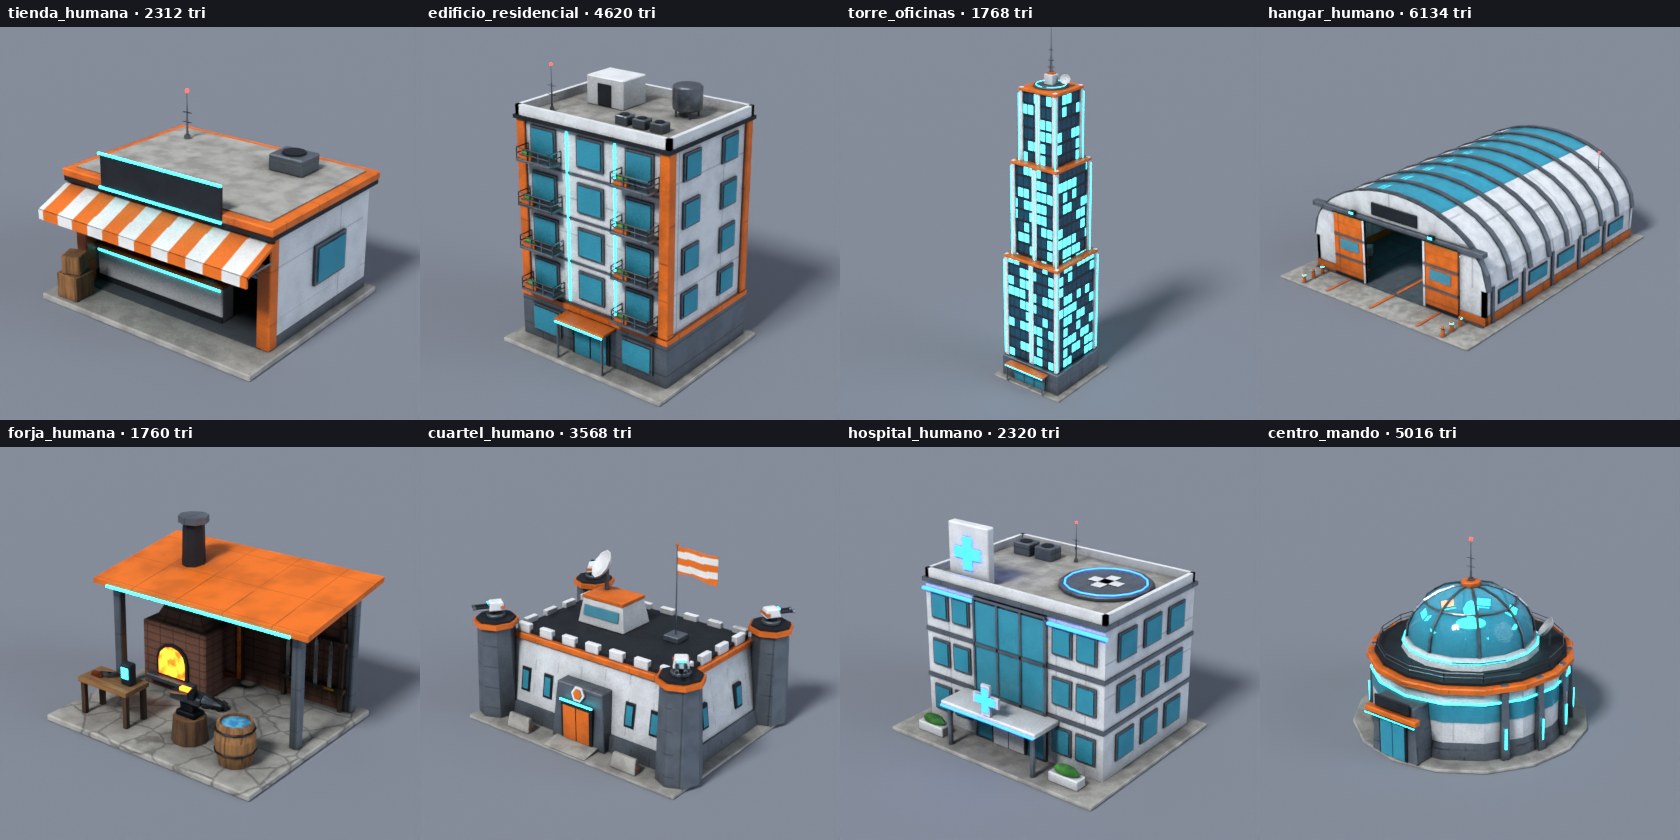 tienda_humana · 2312 tri
edificio_residencial · 4620 tri
torre_oficinas · 1768 tri
hangar_humano · 6134 tri
forja_humana · 1760 tri
cuartel_humano · 3568 tri
hospital_humano · 2320 tri
centro_mando · 5016 tri